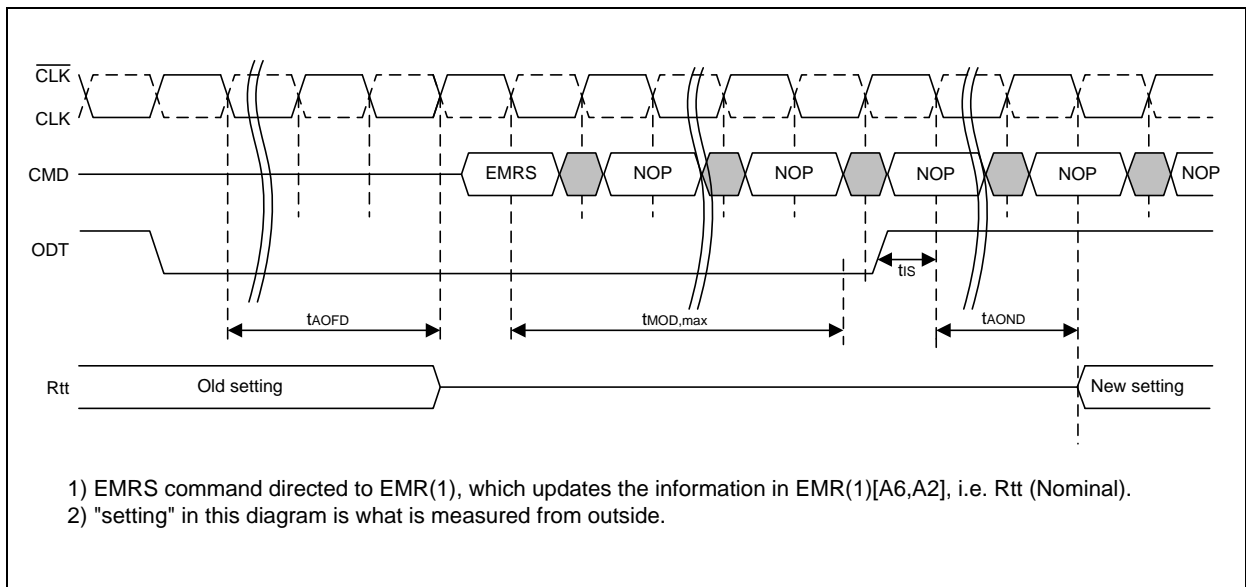 CLK
CLK
CMD
EMRS
NOP
NOP
NOP
NOP
NOP
ODT
tIS
tAOFD
tMOD,max
tAOND
Rtt
Old setting
New setting
1) EMRS command directed to EMR(1), which updates the information in EMR(1)[A6,A2], i.e. Rtt (Nominal).
2) "setting" in this diagram is what is measured from outside.